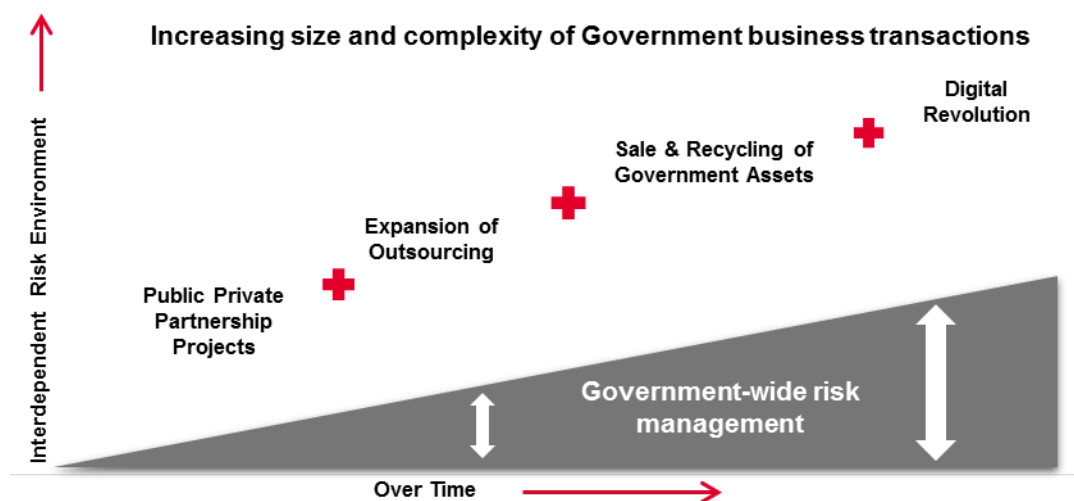 Increasing size and complexity of Government business transactions
Digital
Revolution
Sale & Recycling of
Government Assets
Expansion of
Outsourcing
Public Private
Partnership
Projects
Interdependent Risk Environment
Government-wide risk
management
Over Time